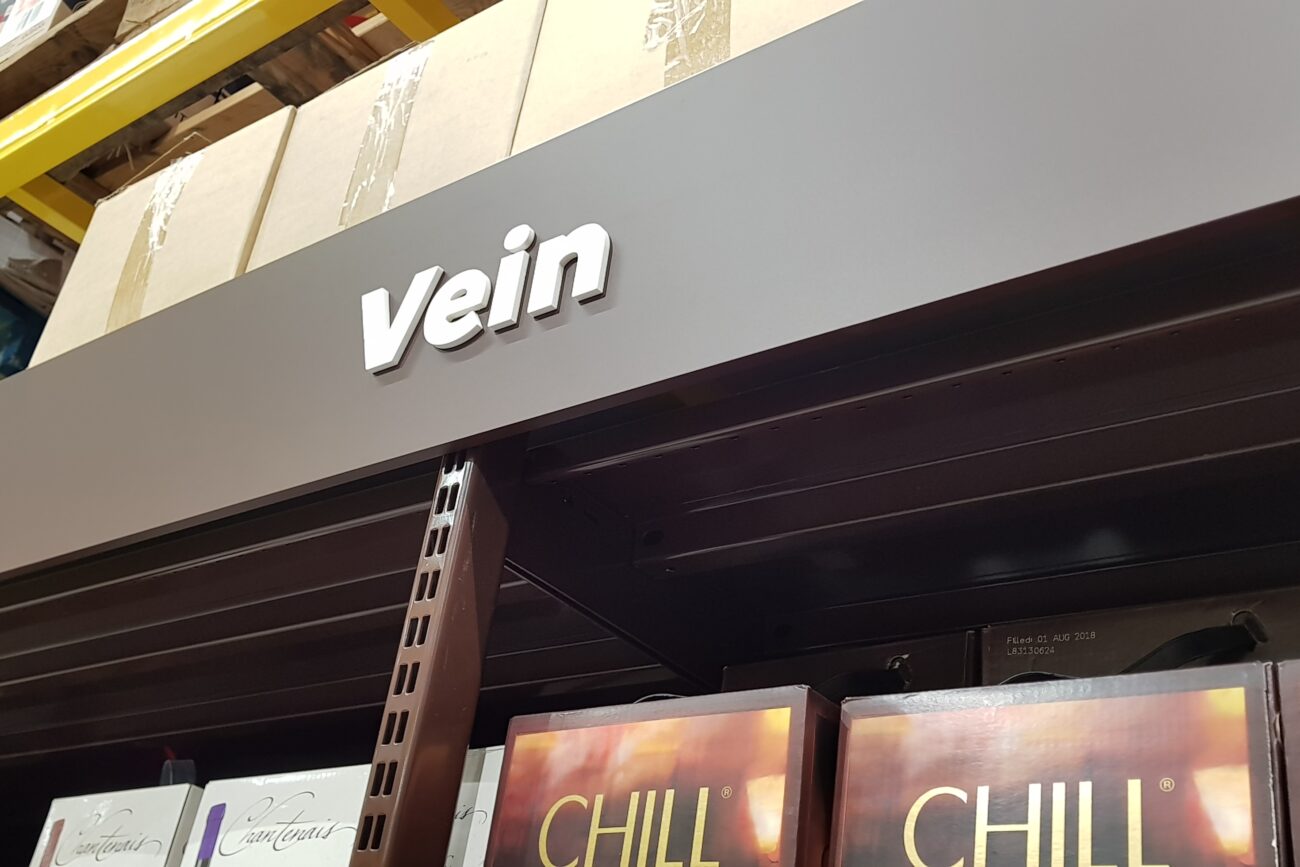 Vein
Filled: 01 AUG 2018
L83130624
CHILL®
CHILL®
Chantenais
Chantenais